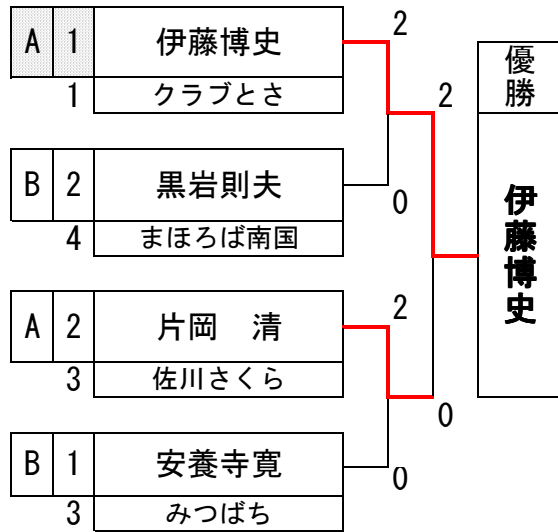 A 1 伊藤博史 2
1 クラブとさ
2 優勝
B 2 黒岩則夫 0
4 まほろば南国
伊藤博史
A 2 片岡 清 2
3 佐川さくら
0
B 1 安養寺寛 0
3 みつばち